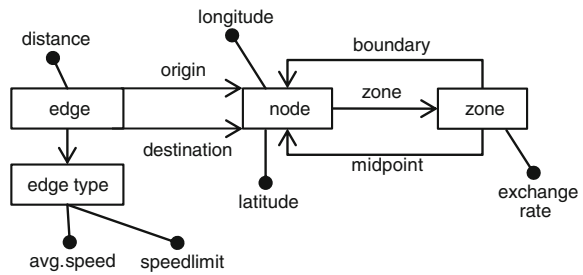 longitude
distance
boundary
origin
edge
node
zone
zone
destination
midpoint
edge type
latitude
exchange
rate
avg.speed
speedlimit